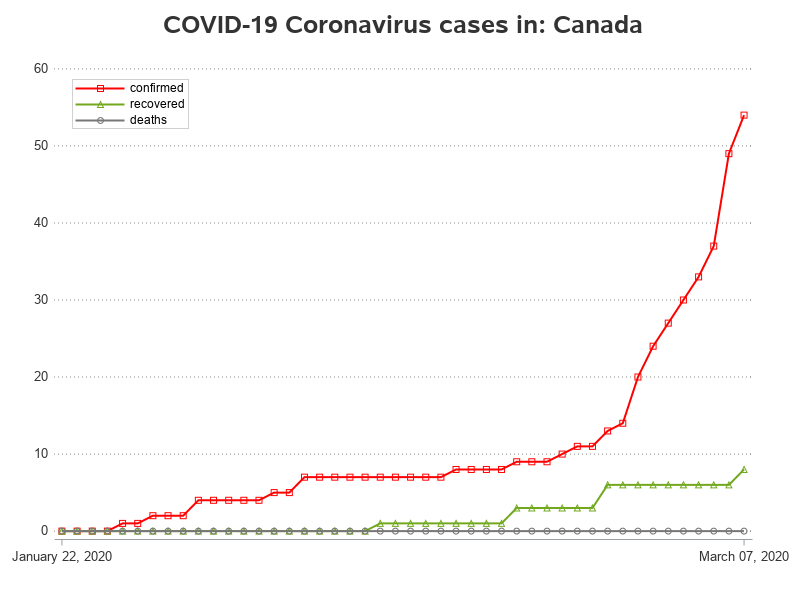 COVID-19 Coronavirus cases in: Canada
60
confirmed
recovered
deaths
50
40
30
20
10
0
January 22, 2020
March 07, 2020